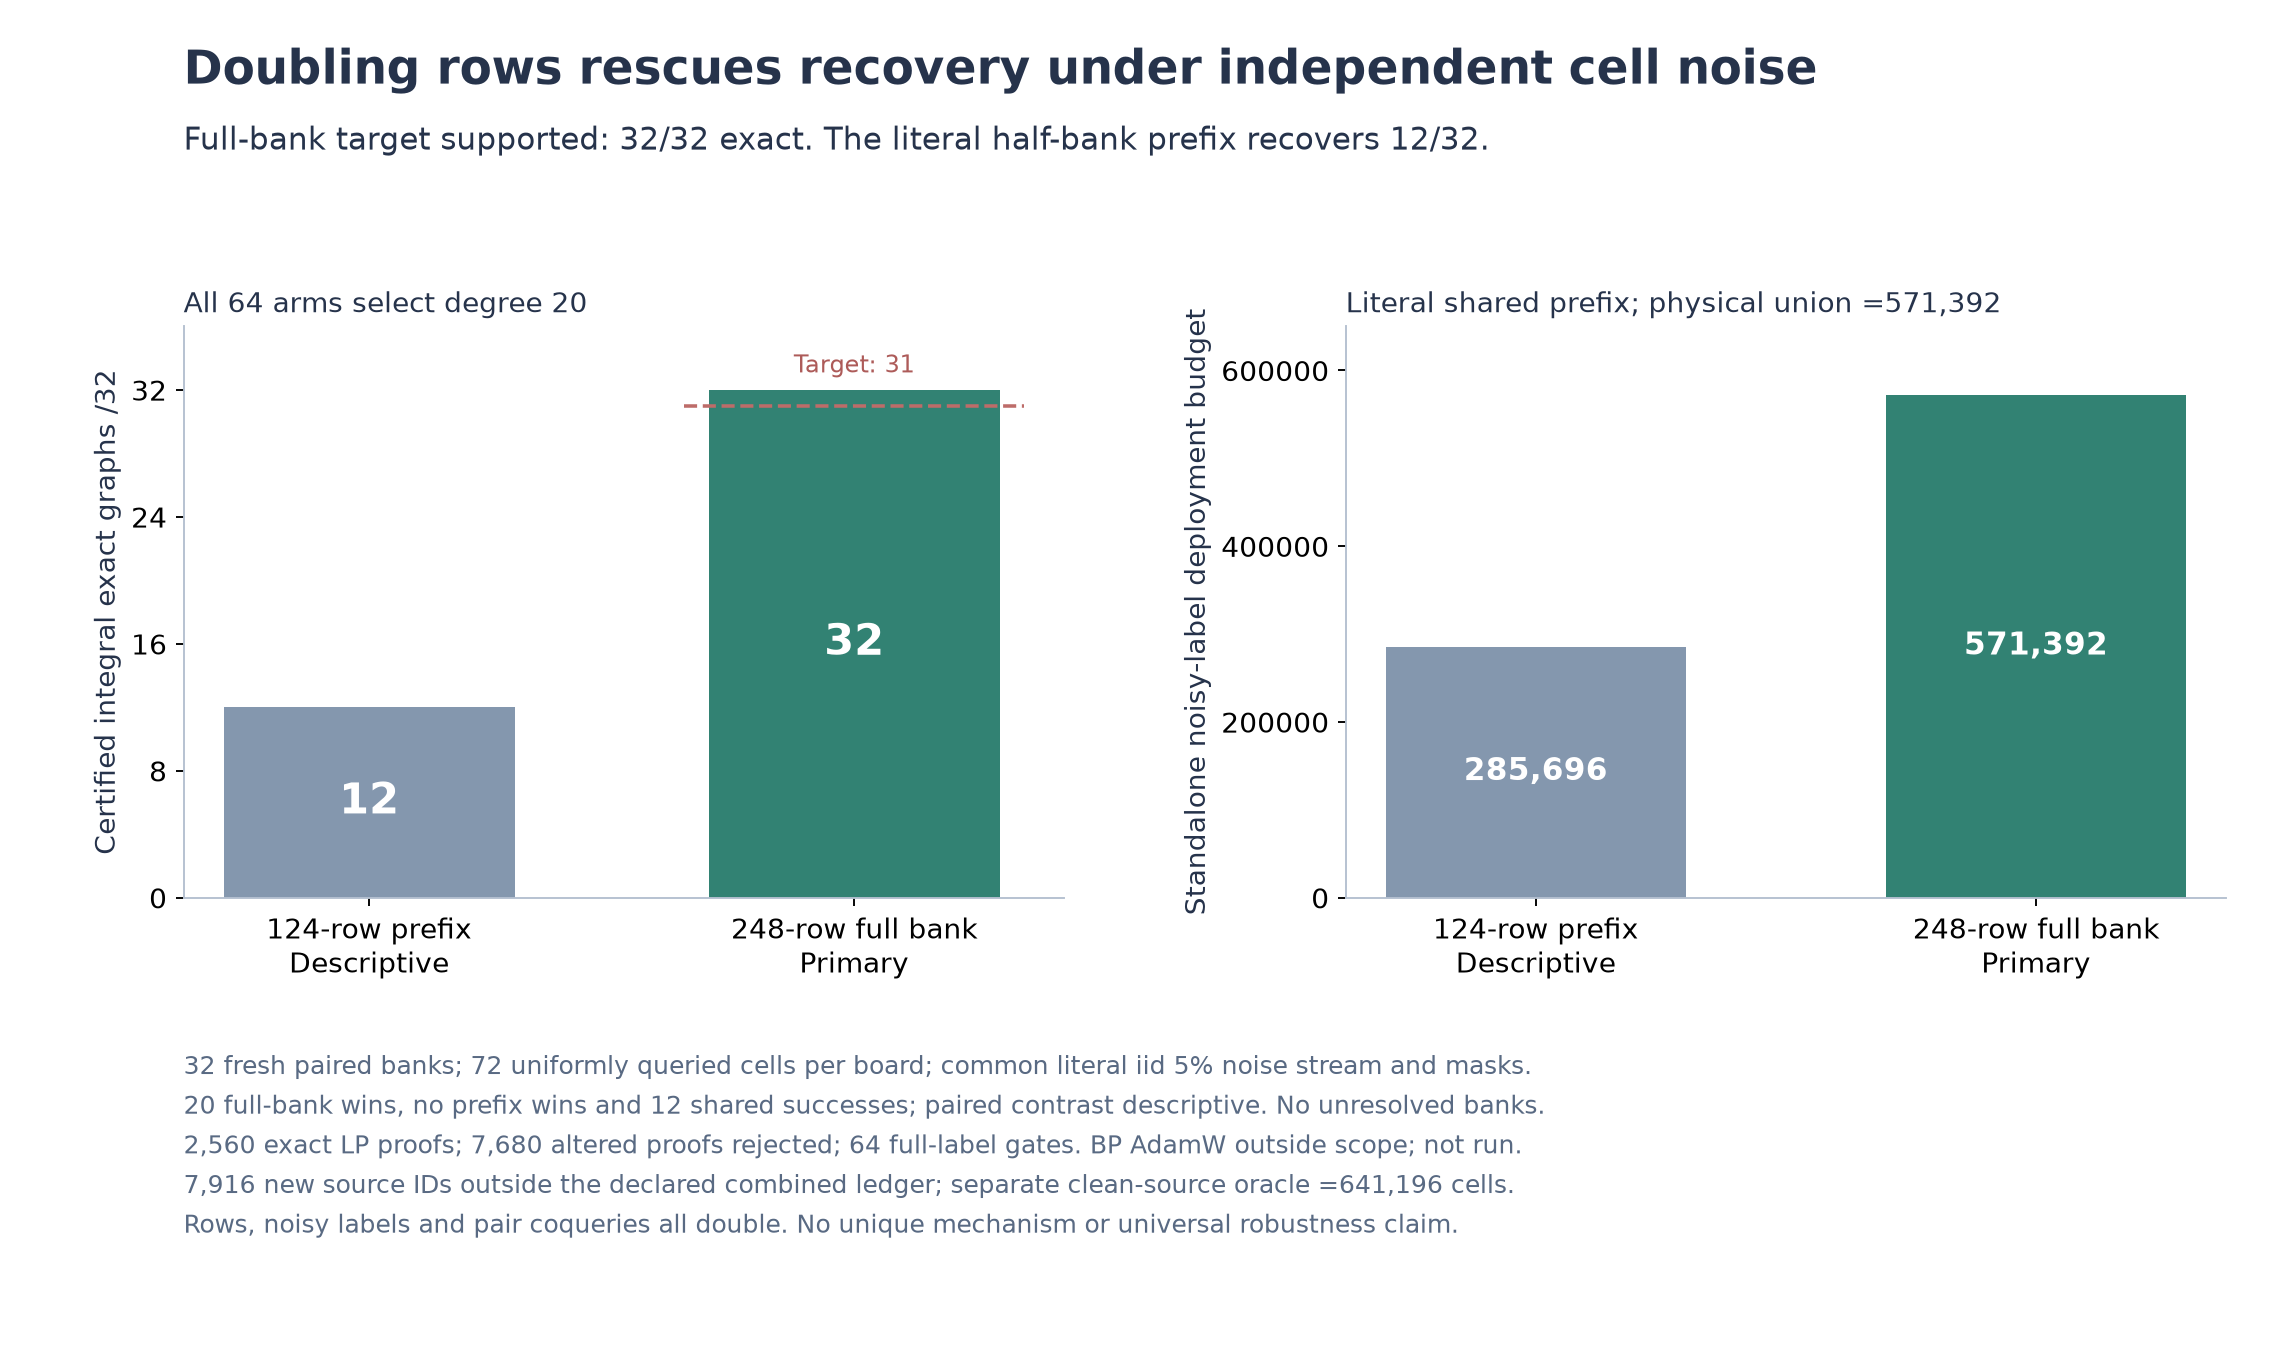 Doubling rows rescues recovery under independent cell noise
Full-bank target supported: 32/32 exact. The literal half-bank prefix recovers 12/32.
All 64 arms select degree 20
Certified integral exact graphs /32
32
24
16
8
0
Target: 31
12
32
124-row prefix
Descriptive
248-row full bank
Primary
Literal shared prefix; physical union =571,392
Standalone noisy-label deployment budget
600000
400000
200000
0
285,696
571,392
124-row prefix
Descriptive
248-row full bank
Primary
32 fresh paired banks; 72 uniformly queried cells per board; common literal iid 5% noise stream and masks.
20 full-bank wins, no prefix wins and 12 shared successes; paired contrast descriptive. No unresolved banks.
2,560 exact LP proofs; 7,680 altered proofs rejected; 64 full-label gates. BP AdamW outside scope; not run.
7,916 new source IDs outside the declared combined ledger; separate clean-source oracle =641,196 cells.
Rows, noisy labels and pair coqueries all double. No unique mechanism or universal robustness claim.